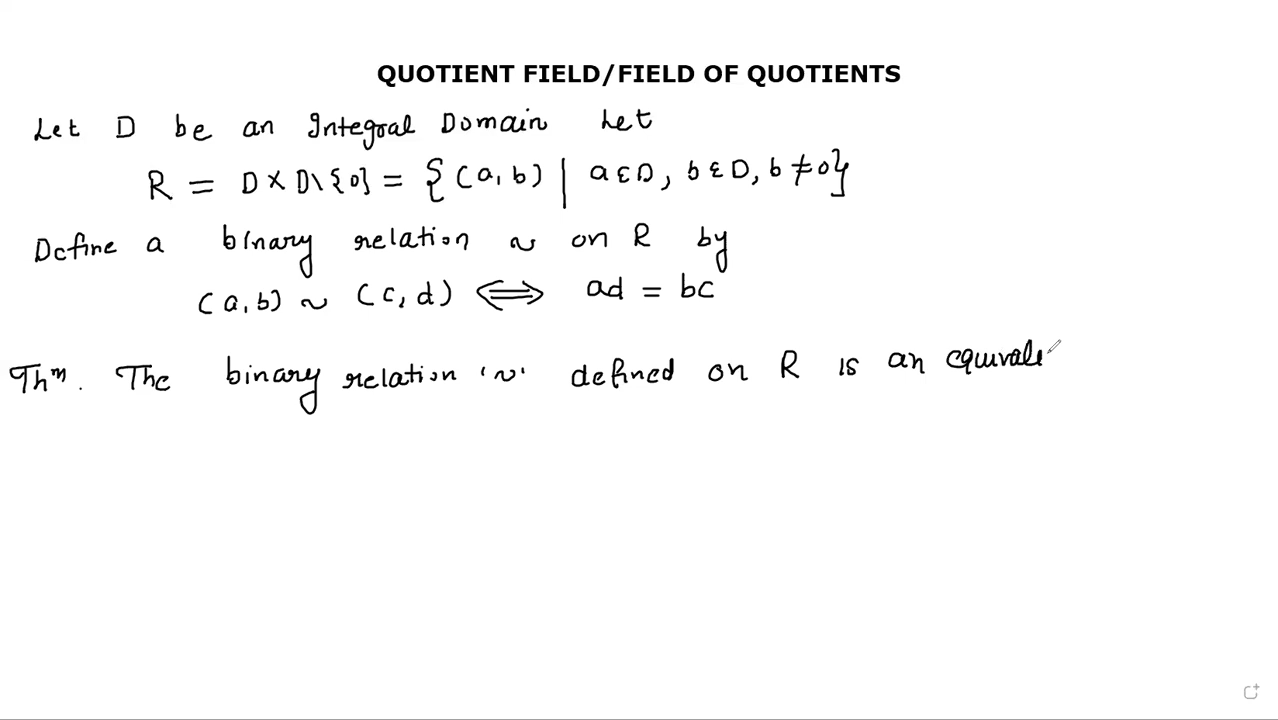 QUOTIENT FIELD/FIELD OF QUOTIENTS
Let D be an Integral Domain Let
R = D × D\{0} = {(a, b) | a ∈ D, b ∈ D, b ≠ 0}
Define a binary relation ~ on R by
(a, b) ~ (c, d) ⟺ ad = bc
Thm. The binary relation '~' defined on R is an equivale